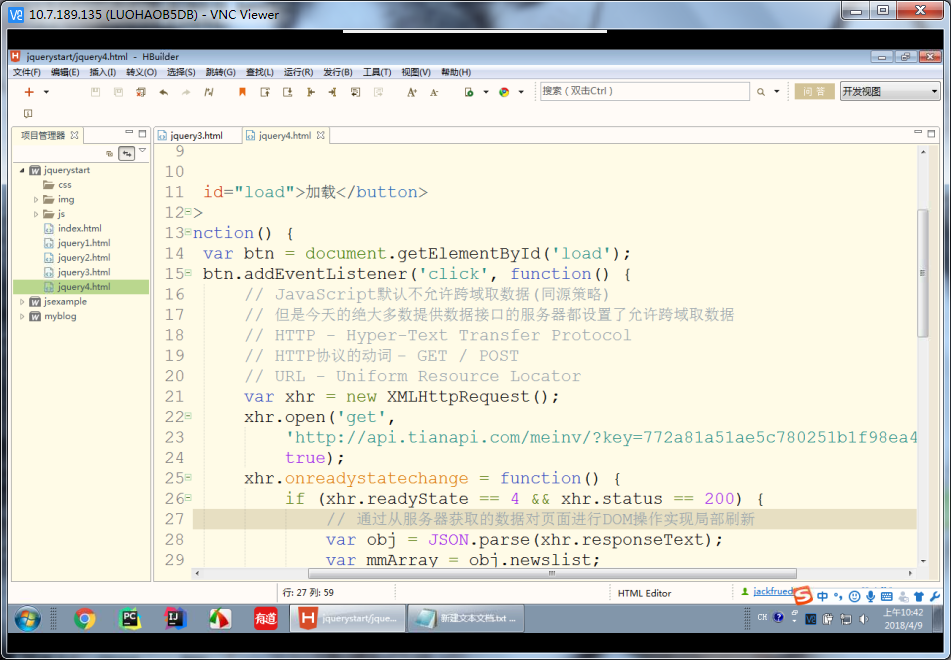 10.7.189.135 (LUOHAOB5DB) - VNC Viewer
jquerystart/jquery4.html - HBuilder
文件(F) 编辑(E) 插入(I) 转义(O) 选择(S) 跳转(G) 查找(L) 运行(R) 发行(B) 工具(T) 视图(V) 帮助(H)
搜索（双击Ctrl） 问 答 开发视图
项目管理器 jquery3.html jquery4.html
jquerystart
css
img
js
index.html
jquery1.html
jquery2.html
jquery3.html
jquery4.html
jsexample
myblog
9
10
11 id="load">加载</button>
12 >
13 nction() {
14 var btn = document.getElementById('load');
15 btn.addEventListener('click', function() {
16 // JavaScript默认不允许跨域取数据(同源策略)
17 // 但是今天的绝大多数提供数据接口的服务器都设置了允许跨域取数据
18 // HTTP - Hyper-Text Transfer Protocol
19 // HTTP协议的动词 - GET / POST
20 // URL - Uniform Resource Locator
21 var xhr = new XMLHttpRequest();
22 xhr.open('get',
23 'http://api.tianapi.com/meinv/?key=772a81a51ae5c780251b1f98ea4
24 true);
25 xhr.onreadystatechange = function() {
26 if (xhr.readyState == 4 && xhr.status == 200) {
27 // 通过从服务器获取的数据对页面进行DOM操作实现局部刷新
28 var obj = JSON.parse(xhr.responseText);
29 var mmArray = obj.newslist;
行: 27 列: 59 HTML Editor jackfrued
中
有道 jquerystart/jque... 新建文本文档.txt ... CH 上午10:42
2018/4/9